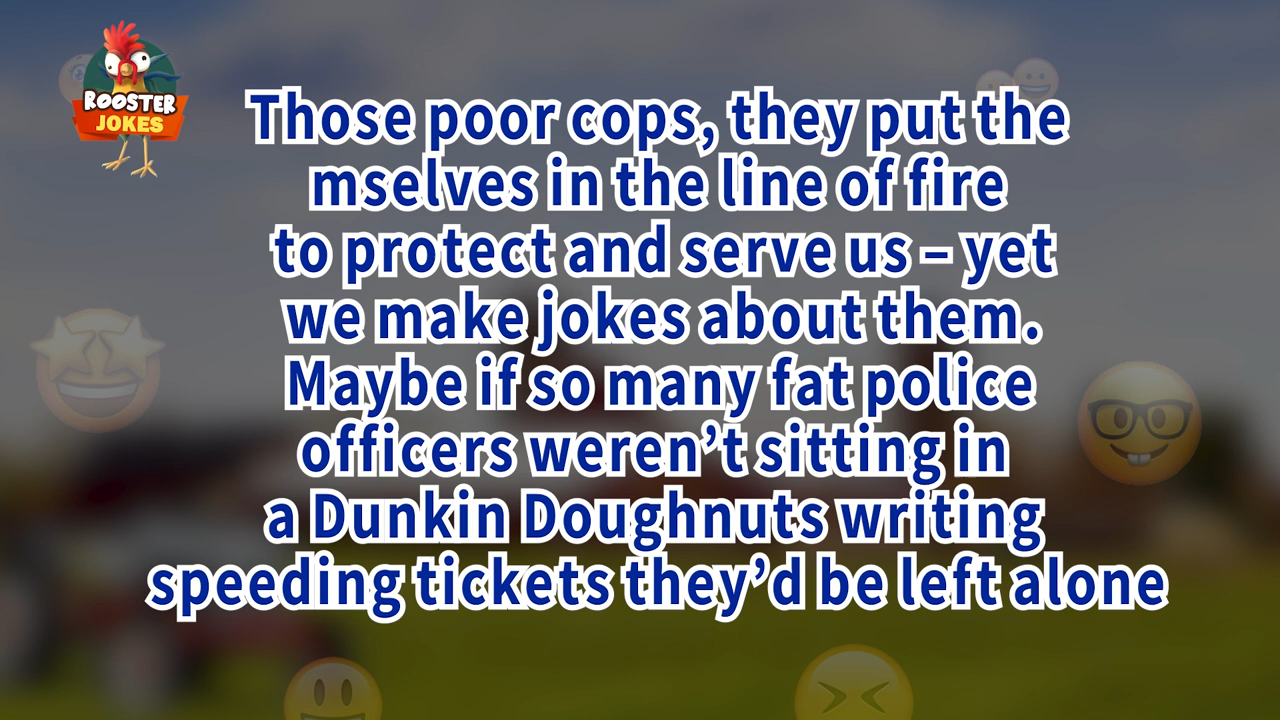 ROOSTER
JOKES
Those poor cops, they put the
mselves in the line of fire
to protect and serve us – yet
we make jokes about them.
Maybe if so many fat police
officers weren’t sitting in
a Dunkin Doughnuts writing
speeding tickets they’d be left alone